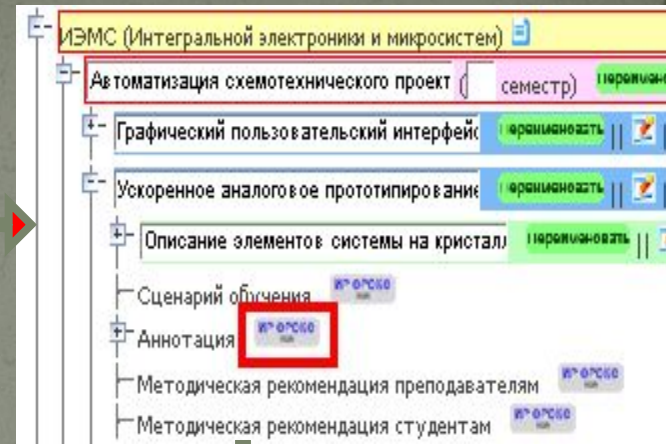 ИЭМС (Интегральной электроники и микросистем)
Автоматизация схемотехнического проект ( семестр) Переименовать
Графический пользовательский интерфейс Переименовать ||
Ускоренное аналоговое прототипирование Переименовать ||
Описание элементов системы на кристалл Переименовать ||
Сценарий обучения
Аннотация
Методическая рекомендация преподавателям
Методическая рекомендация студентам